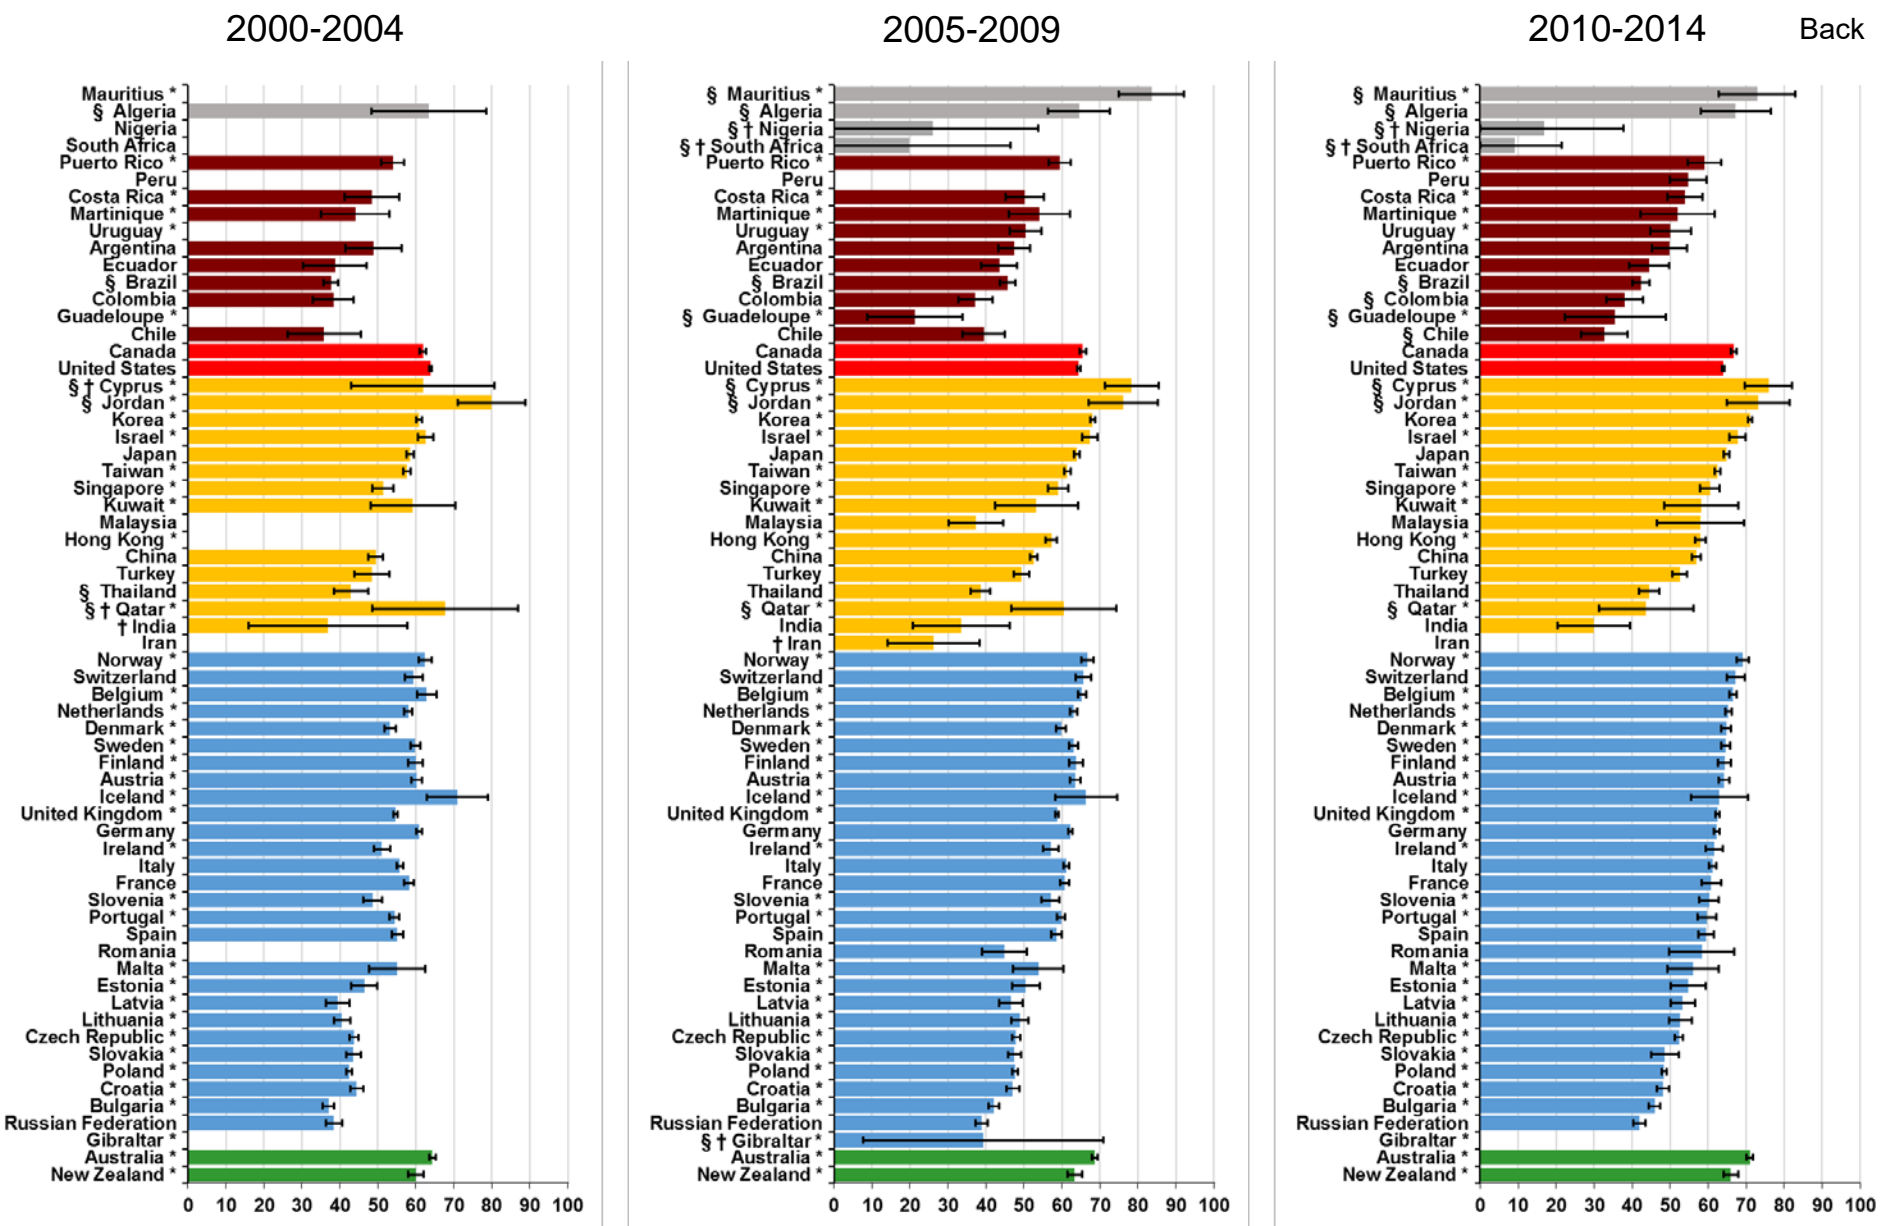 2000-2004
Mauritius *
§ Algeria
Nigeria
South Africa
Puerto Rico *
Peru
Costa Rica *
Martinique *
Uruguay *
Argentina
Ecuador
§ Brazil
Colombia
Guadeloupe *
Chile
Canada
United States
§ † Cyprus *
§ Jordan *
Korea *
Israel *
Japan
Taiwan *
Singapore *
Kuwait *
Malaysia
Hong Kong *
China
Turkey
§ Thailand
§ † Qatar *
† India
Iran
Norway *
Switzerland
Belgium *
Netherlands *
Denmark *
Sweden *
Finland *
Austria *
Iceland *
United Kingdom *
Germany
Ireland *
Italy
France
Slovenia *
Portugal *
Spain
Romania
Malta *
Estonia *
Latvia *
Lithuania *
Czech Republic *
Slovakia *
Poland *
Croatia *
Bulgaria *
Russian Federation
Gibraltar *
Australia *
New Zealand *
0 10 20 30 40 50 60 70 80 90 100
2005-2009
§ Mauritius *
§ Algeria
§ † Nigeria
§ † South Africa
Puerto Rico *
Peru
Costa Rica *
Martinique *
Uruguay *
Argentina
Ecuador
§ Brazil
Colombia
§ Guadeloupe *
Chile
Canada
United States
§ Cyprus *
§ Jordan *
Korea *
Israel *
Japan
Taiwan *
Singapore *
Kuwait *
Malaysia
Hong Kong *
China
Turkey
Thailand
§ Qatar *
India
† Iran
Norway *
Switzerland
Belgium *
Netherlands *
Denmark *
Sweden *
Finland *
Austria *
Iceland *
United Kingdom *
Germany
Ireland *
Italy
France
Slovenia *
Portugal *
Spain
Romania
Malta *
Estonia *
Latvia *
Lithuania *
Czech Republic *
Slovakia *
Poland *
Croatia *
Bulgaria *
Russian Federation
§ † Gibraltar *
Australia *
New Zealand *
0 10 20 30 40 50 60 70 80 90 100
2010-2014
Back
§ Mauritius *
§ Algeria
§ † Nigeria
§ † South Africa
Puerto Rico *
Peru
Costa Rica *
Martinique *
Uruguay *
Argentina
Ecuador
§ Brazil
§ Colombia
§ Guadeloupe *
§ Chile
Canada
United States
§ Cyprus *
§ Jordan *
Korea *
Israel *
Japan
Taiwan *
Singapore *
Kuwait *
Malaysia
Hong Kong *
China
Turkey
Thailand
§ Qatar *
India
Iran
Norway *
Switzerland
Belgium *
Netherlands *
Denmark *
Sweden *
Finland *
Austria *
Iceland *
United Kingdom *
Germany
Ireland *
Italy
France
Slovenia *
Portugal *
Spain
Romania
Malta *
Estonia *
Latvia *
Lithuania *
Czech Republic *
Slovakia *
Poland *
Croatia *
Bulgaria *
Russian Federation
Gibraltar *
Australia *
New Zealand *
0 10 20 30 40 50 60 70 80 90 100